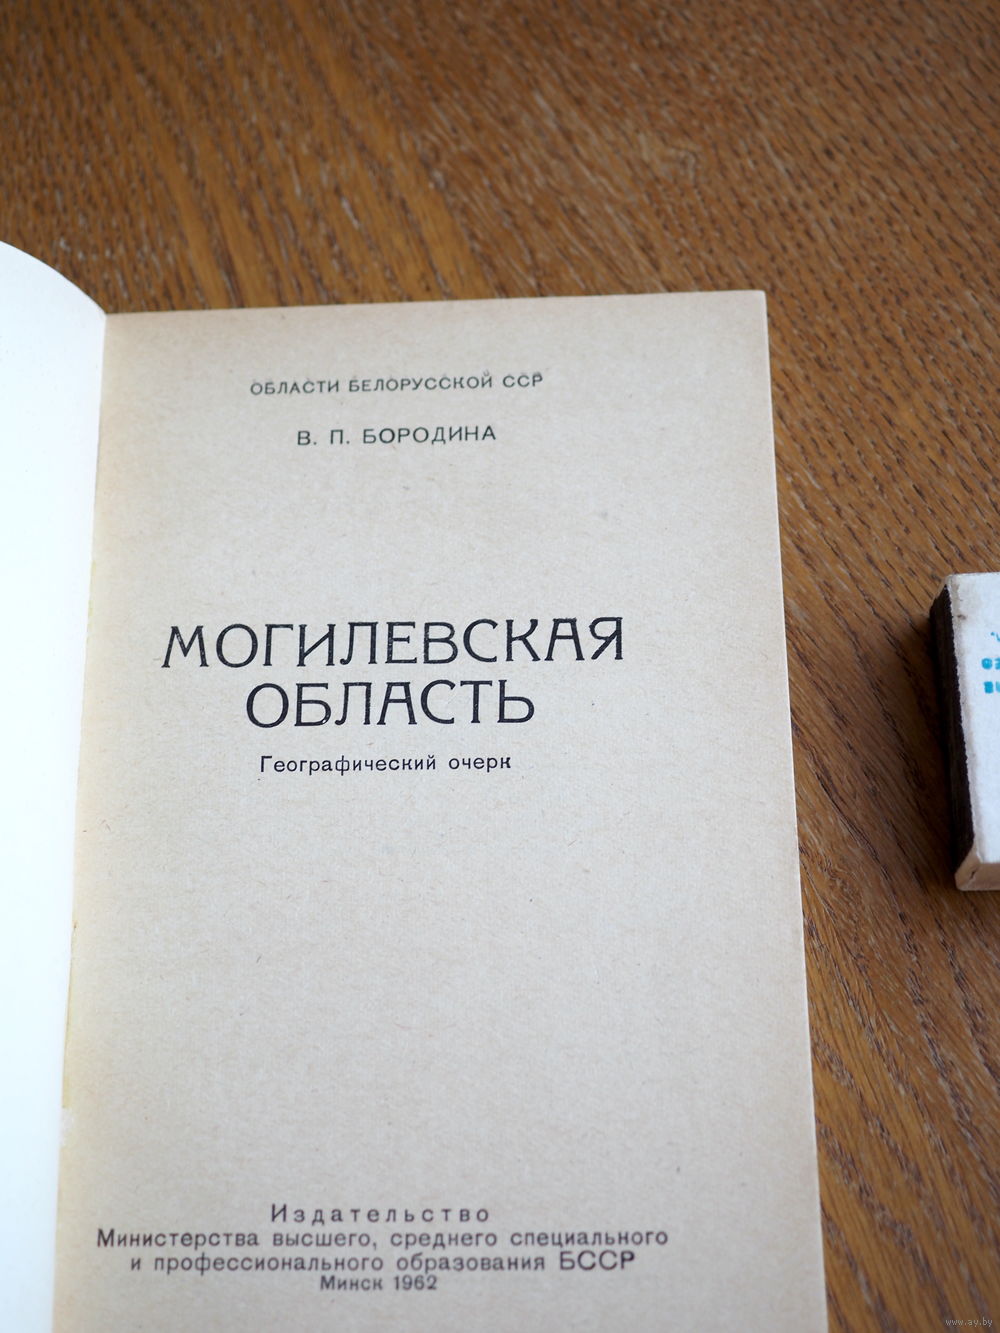 ОБЛАСТИ БЕЛОРУССКОЙ ССР
В. П. БОРОДИНА
МОГИЛЕВСКАЯ
ОБЛАСТЬ
Географический очерк
Издательство
Министерства высшего, среднего специального
и профессионального образования БССР
Минск 1962
www.ay.by